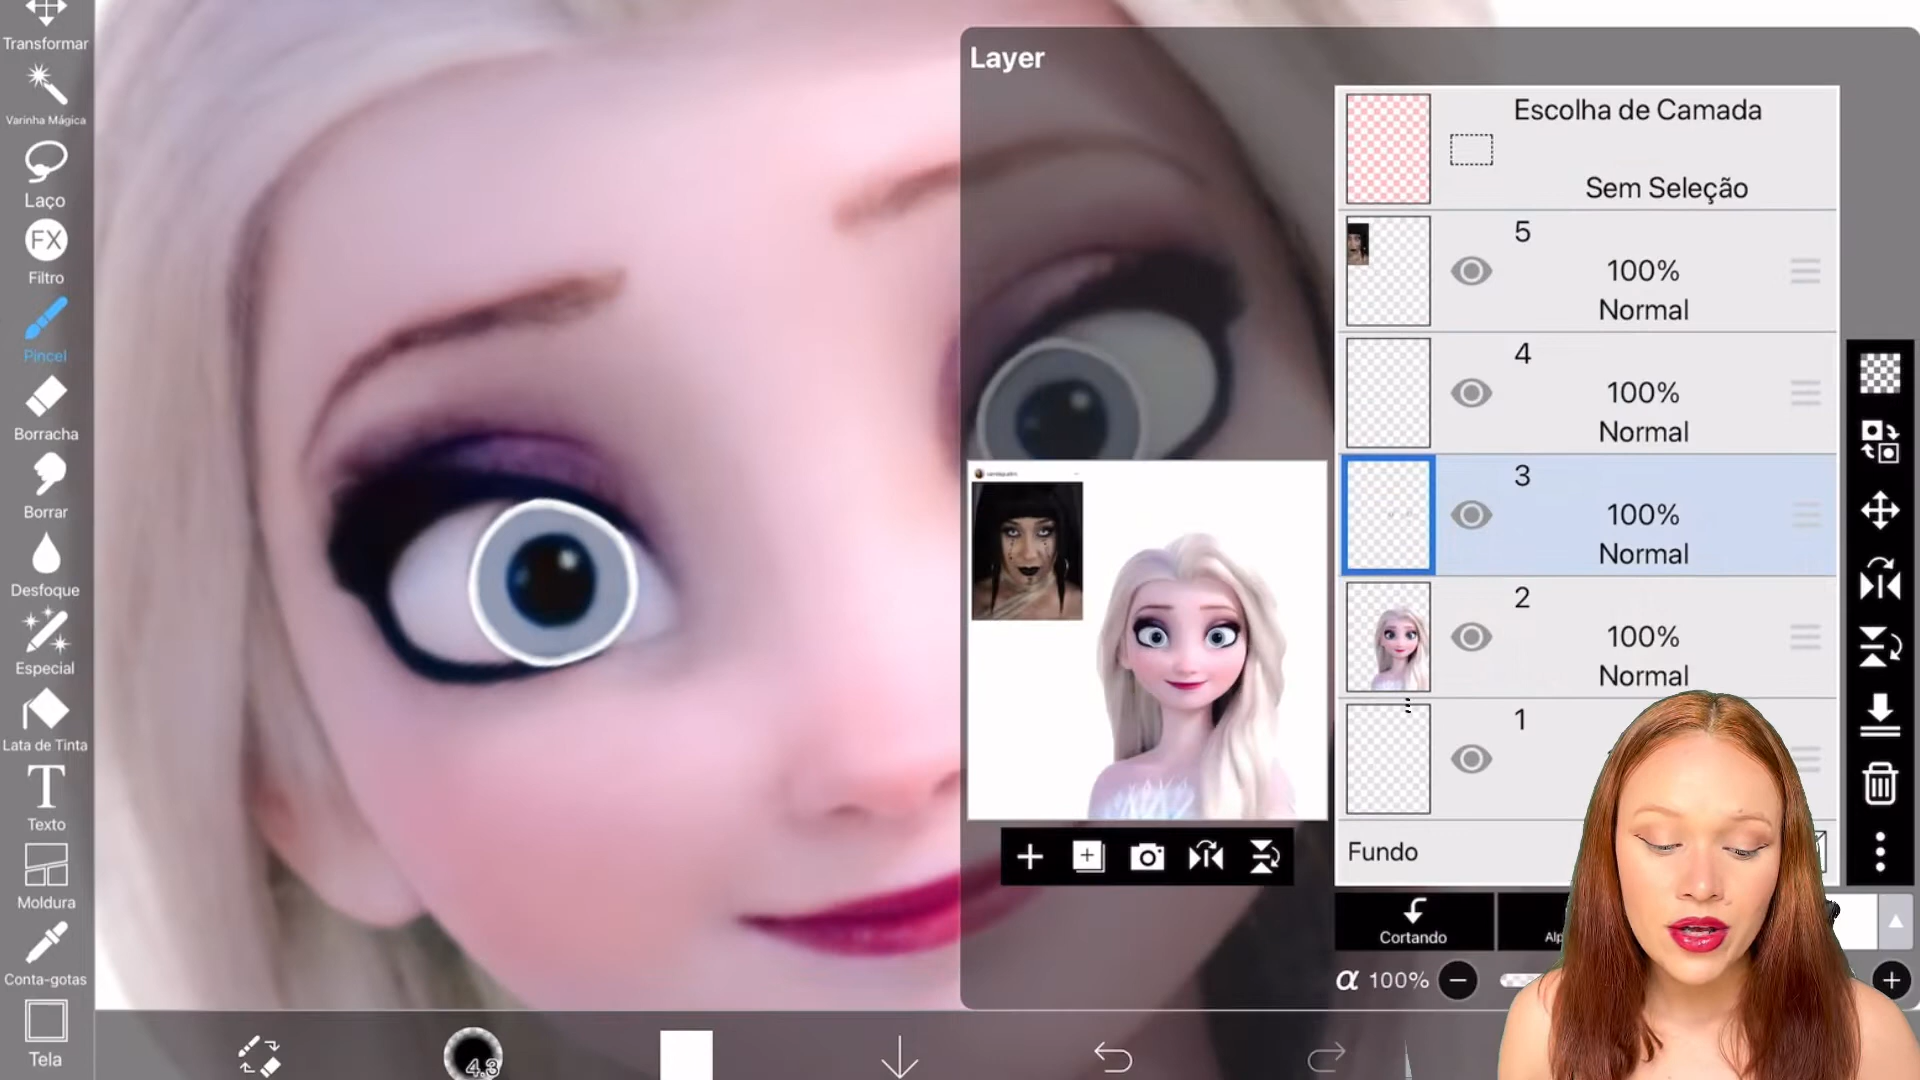 Transformar
Varinha Mágica
Laço
FX
Filtro
Pincel
Borracha
Borrar
Desfoque
Especial
Lata de Tinta
T
Texto
Moldura
Conta-gotas
Tela
4.3
Layer
Escolha de Camada
Sem Seleção
5
100%
Normal
4
100%
Normal
3
100%
Normal
2
100%
Normal
1
Fundo
Cortando
α 100%